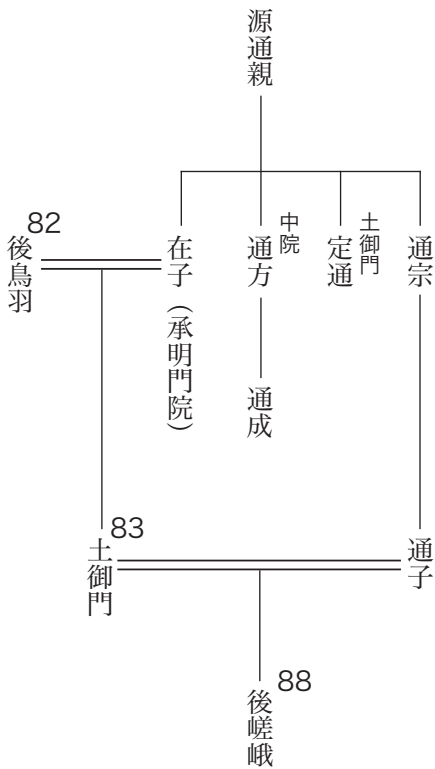 源通親
通宗
土御門
定通
中院
通方
通成
在子（承明門院）
82
後鳥羽
通子
83
土御門
88
後嵯峨